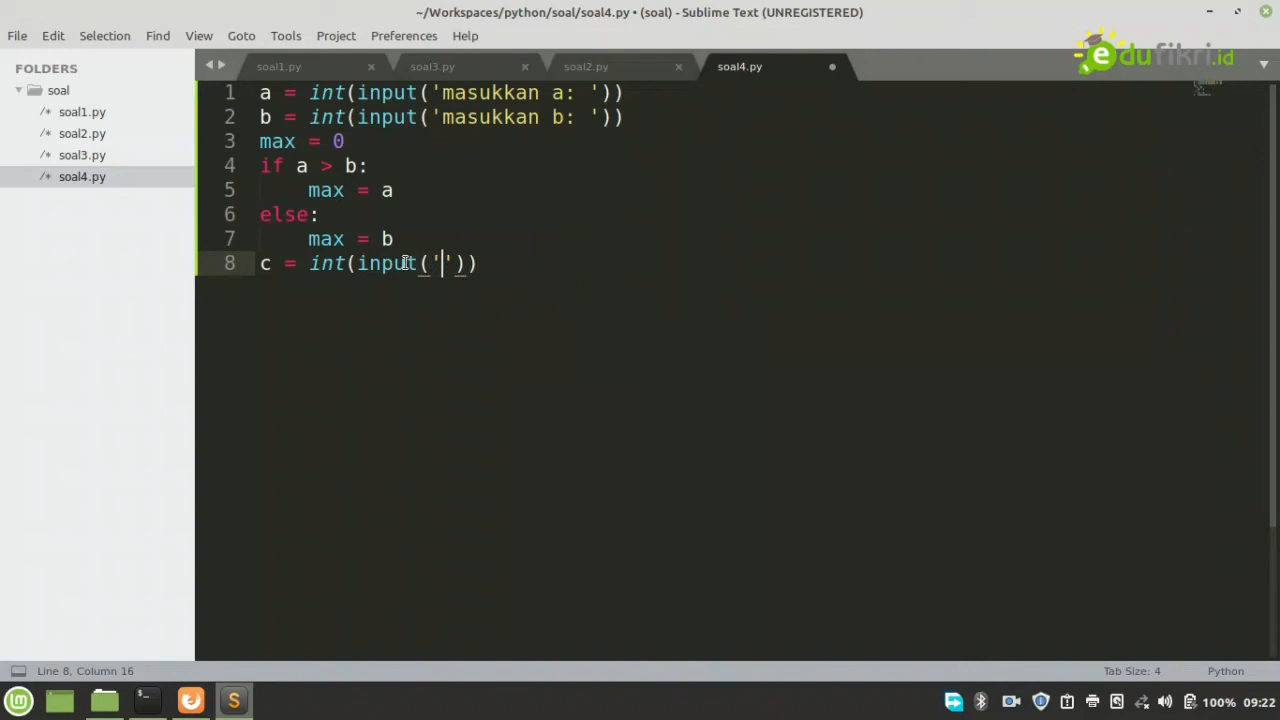 ~/Workspaces/python/soal/soal4.py • (soal) - Sublime Text (UNREGISTERED)
File Edit Selection Find View Goto Tools Project Preferences Help
edufikri.id
FOLDERS
soal
/* soal1.py
/* soal2.py
/* soal3.py
/* soal4.py
soal1.py × soal3.py × soal2.py × soal4.py
1 a = int(input('masukkan a: '))
2 b = int(input('masukkan b: '))
3 max = 0
4 if a > b:
5     max = a
6 else:
7     max = b
8 c = int(input(''))
Line 8, Column 16 Tab Size: 4 Python
100% 09:22